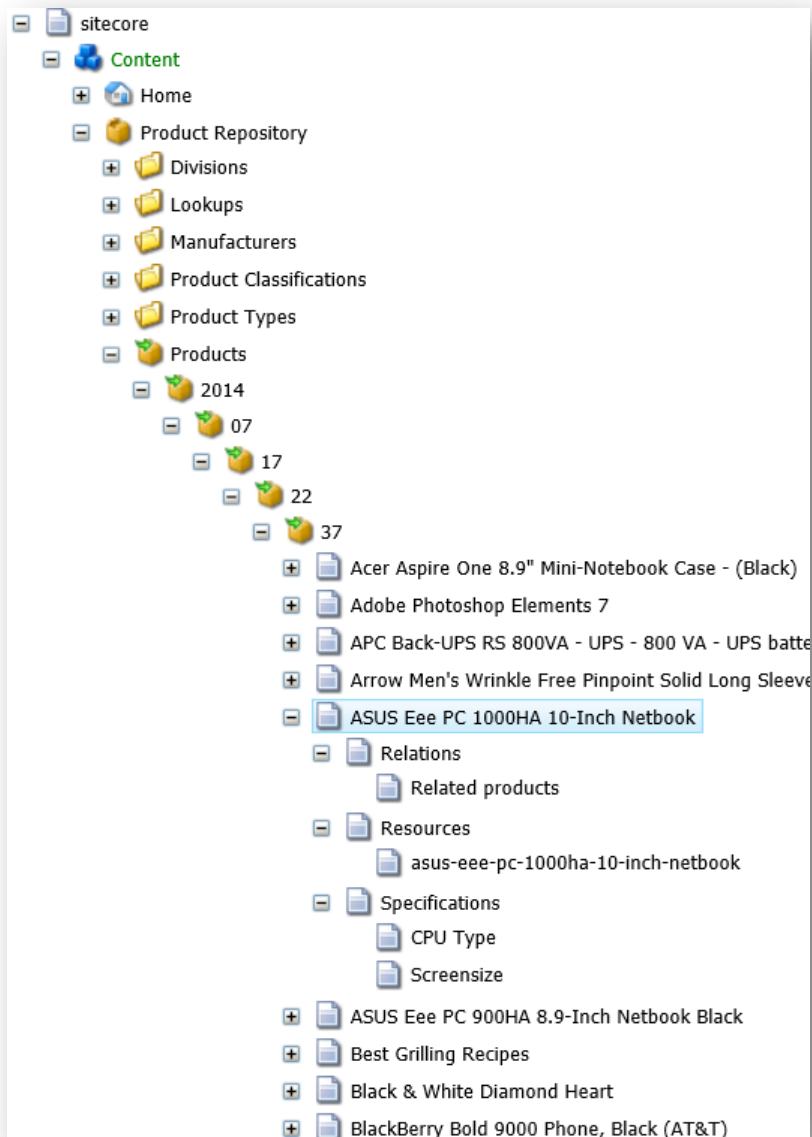 sitecore
Content
Home
Product Repository
Divisions
Lookups
Manufacturers
Product Classifications
Product Types
Products
2014
07
17
22
37
Acer Aspire One 8.9" Mini-Notebook Case - (Black)
Adobe Photoshop Elements 7
APC Back-UPS RS 800VA - UPS - 800 VA - UPS batte
Arrow Men's Wrinkle Free Pinpoint Solid Long Sleeve
ASUS Eee PC 1000HA 10-Inch Netbook
Relations
Related products
Resources
asus-eee-pc-1000ha-10-inch-netbook
Specifications
CPU Type
Screensize
ASUS Eee PC 900HA 8.9-Inch Netbook Black
Best Grilling Recipes
Black & White Diamond Heart
BlackBerry Bold 9000 Phone, Black (AT&T)